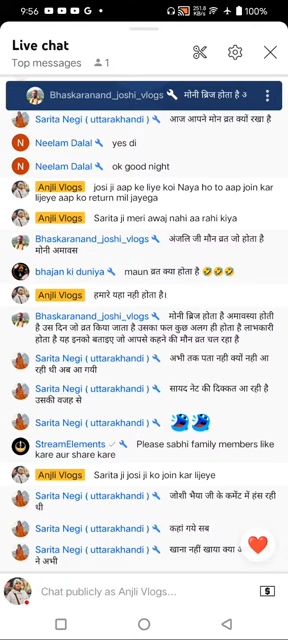 9:56
251.8 KB/s
100%
Live chat
Top messages 1
Bhaskaranand_joshi_vlogs मोनी ब्रिज होता है अ
Sarita Negi ( uttarakhandi ) आज आपने मोन व्रत क्यों रखा है
N Neelam Dalal yes di
N Neelam Dalal ok good night
Anjli Vlogs josi ji aap ke liye koi Naya ho to aap join kar
lijeye aap ko return mil jayega
Anjli Vlogs Sarita ji meri awaj nahi aa rahi kiya
Bhaskaranand_joshi_vlogs अंजलि जी मौन व्रत जो होता है
मोनी अमावस
bhajan ki duniya maun व्रत क्या होता है 🤣🤣🤣
Anjli Vlogs हमारे यहा नही होता है।
Bhaskaranand_joshi_vlogs मोनी ब्रिज होता है अमावस्या होती
है उस दिन जो व्रत किया जाता है उसका फल कुछ अलग ही होता है लाभकारी
होता है यह इनको बताइए जो आपसे कहने की मौन व्रत चल रहा है
Sarita Negi ( uttarakhandi ) अभी तक पता नही क्यों नही आ
रही थी अब आ गयी
Sarita Negi ( uttarakhandi ) सायद नेट की दिक्कत आ रही है
उसकी वजह से
Sarita Negi ( uttarakhandi )
StreamElements Please sabhi family members like
kare aur share kare
Anjli Vlogs Sarita ji josi ji ko join kar lijeye
Sarita Negi ( uttarakhandi ) जोशी भैया जी के कमेंट में हंस रही
थी
Sarita Negi ( uttarakhandi ) कहां गये सब
Sarita Negi ( uttarakhandi ) खाना नहीं खाया क्या
ने अभी
Chat publicly as Anjli Vlogs...